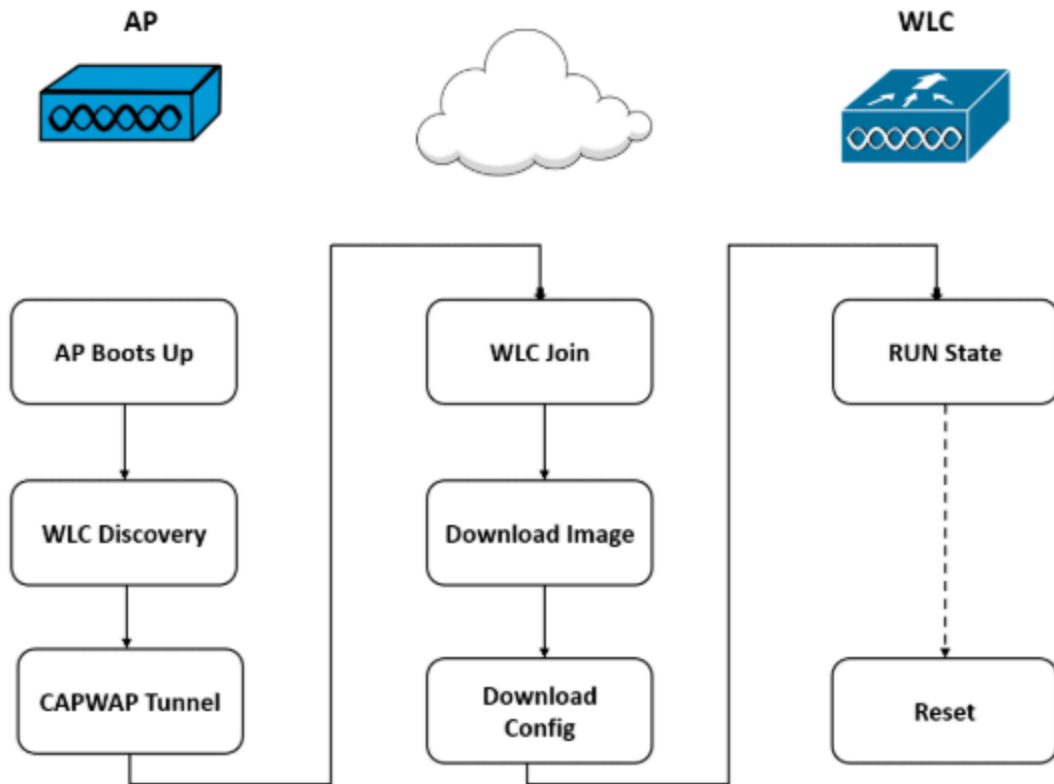 AP
WLC
AP Boots Up
WLC Discovery
CAPWAP Tunnel
WLC Join
Download Image
Download
Config
RUN State
Reset